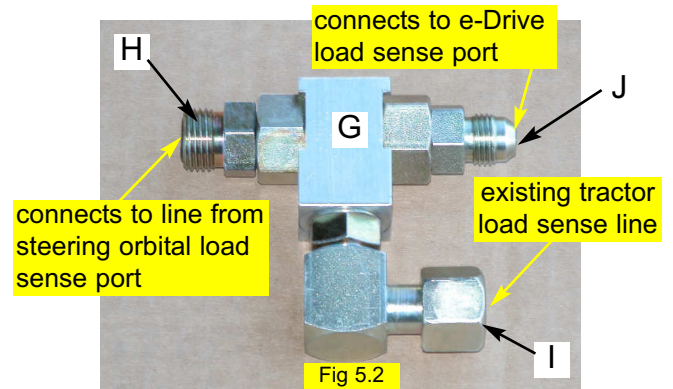 connects to e-Drive
load sense port
H
J
G
existing tractor
load sense line
connects to line from
steering orbital load
sense port
I
Fig 5.2